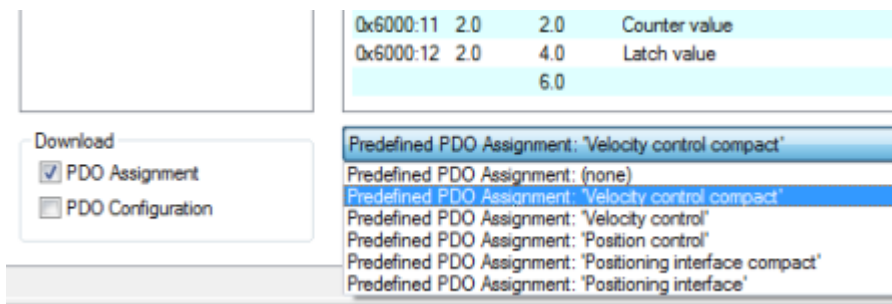 0x6000:11 2.0 2.0 Counter value
0x6000:12 2.0 4.0 Latch value
6.0
Download
PDO Assignment
PDO Configuration
Predefined PDO Assignment: 'Velocity control compact'
Predefined PDO Assignment: (none)
Predefined PDO Assignment: 'Velocity control compact'
Predefined PDO Assignment: 'Velocity control'
Predefined PDO Assignment: 'Position control'
Predefined PDO Assignment: 'Positioning interface compact'
Predefined PDO Assignment: 'Positioning interface'